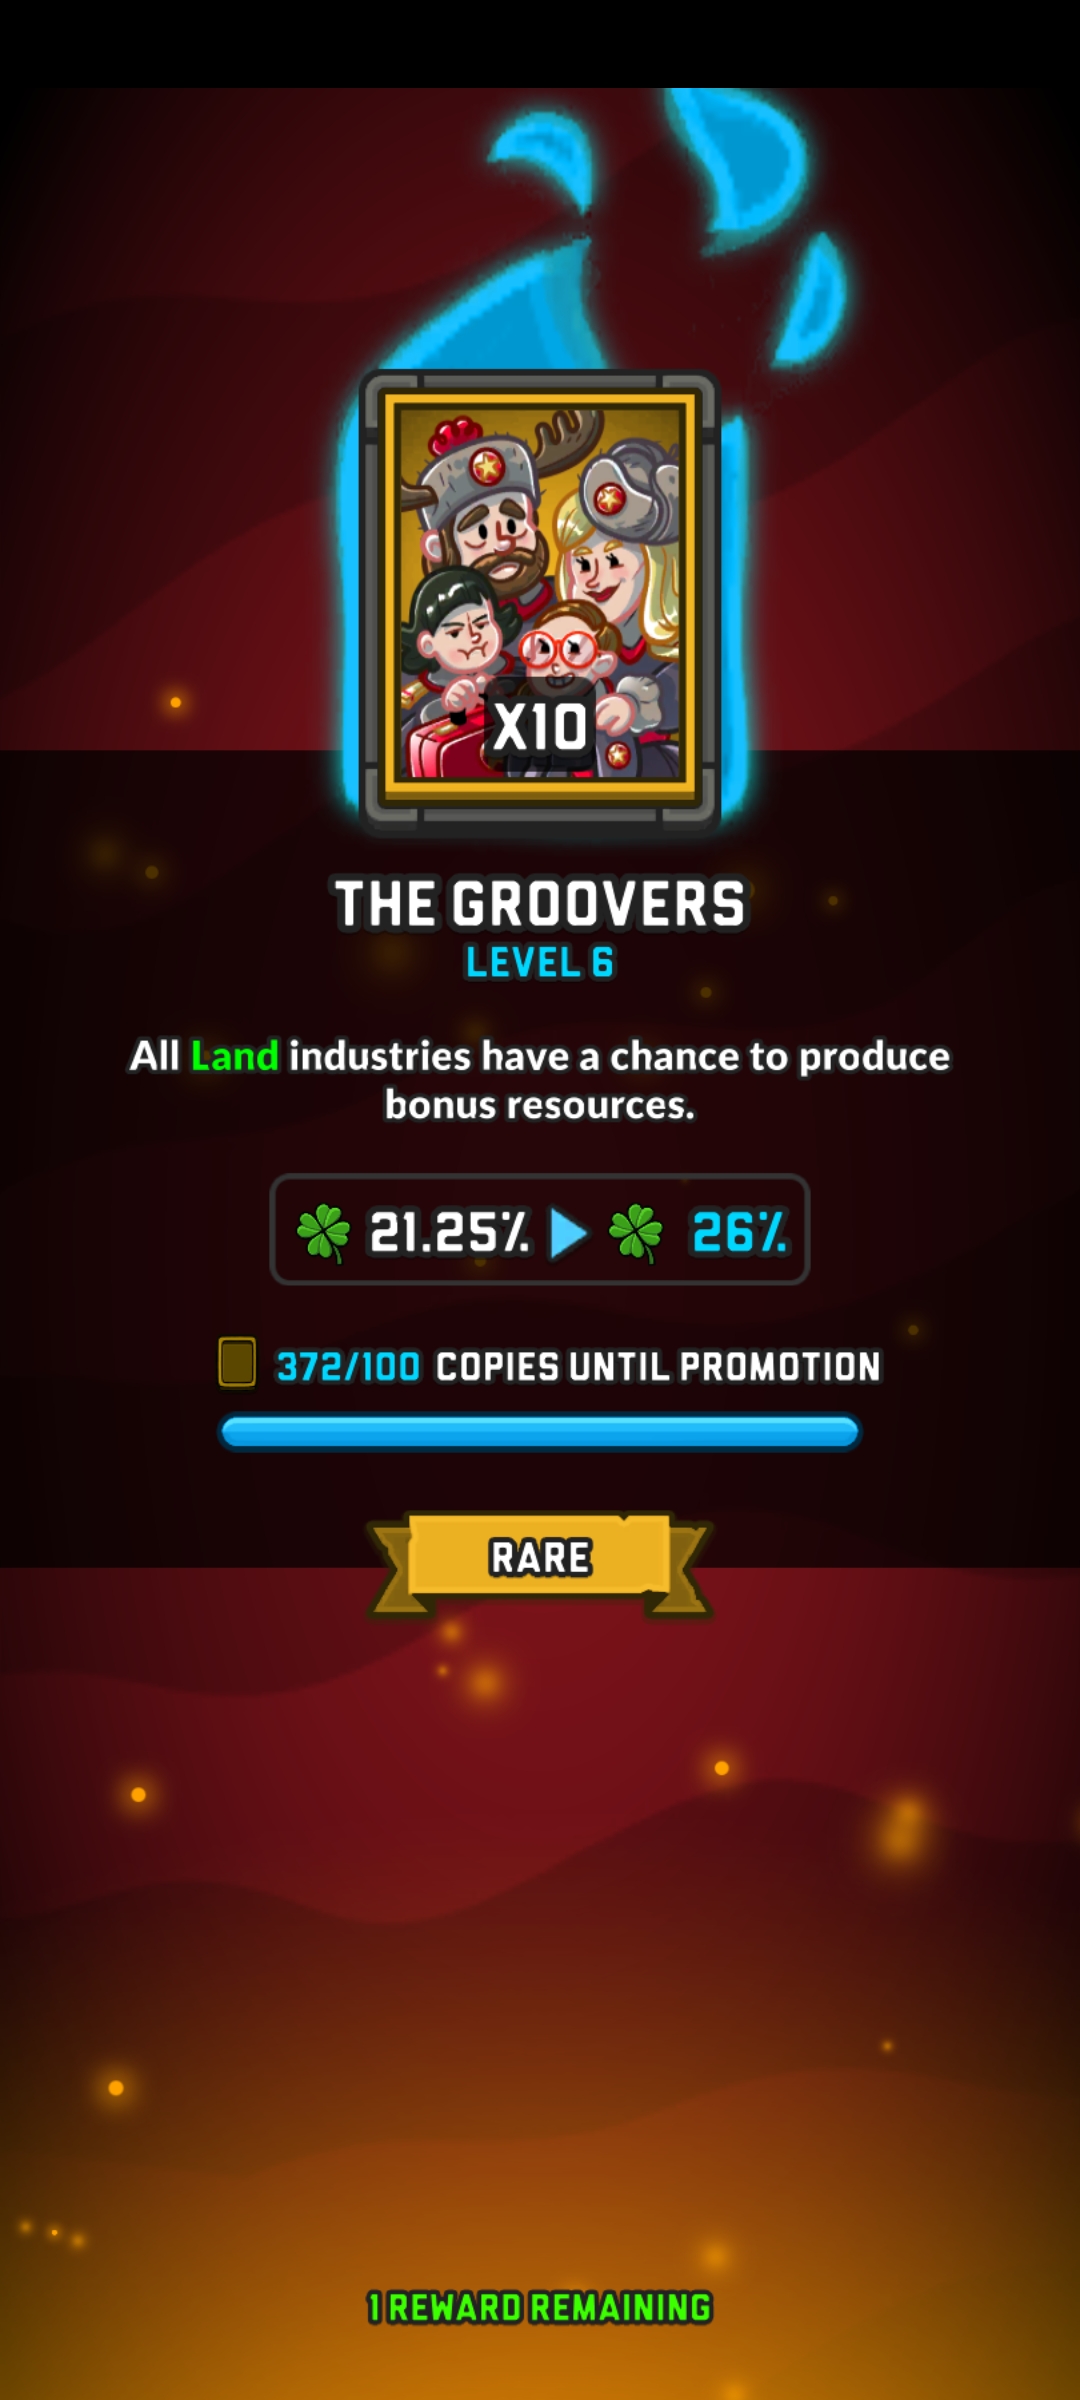 X10
THE GROOVERS
LEVEL 6
All Land industries have a chance to produce
bonus resources.
21.25% 26%
372/100 COPIES UNTIL PROMOTION
RARE
1 REWARD REMAINING